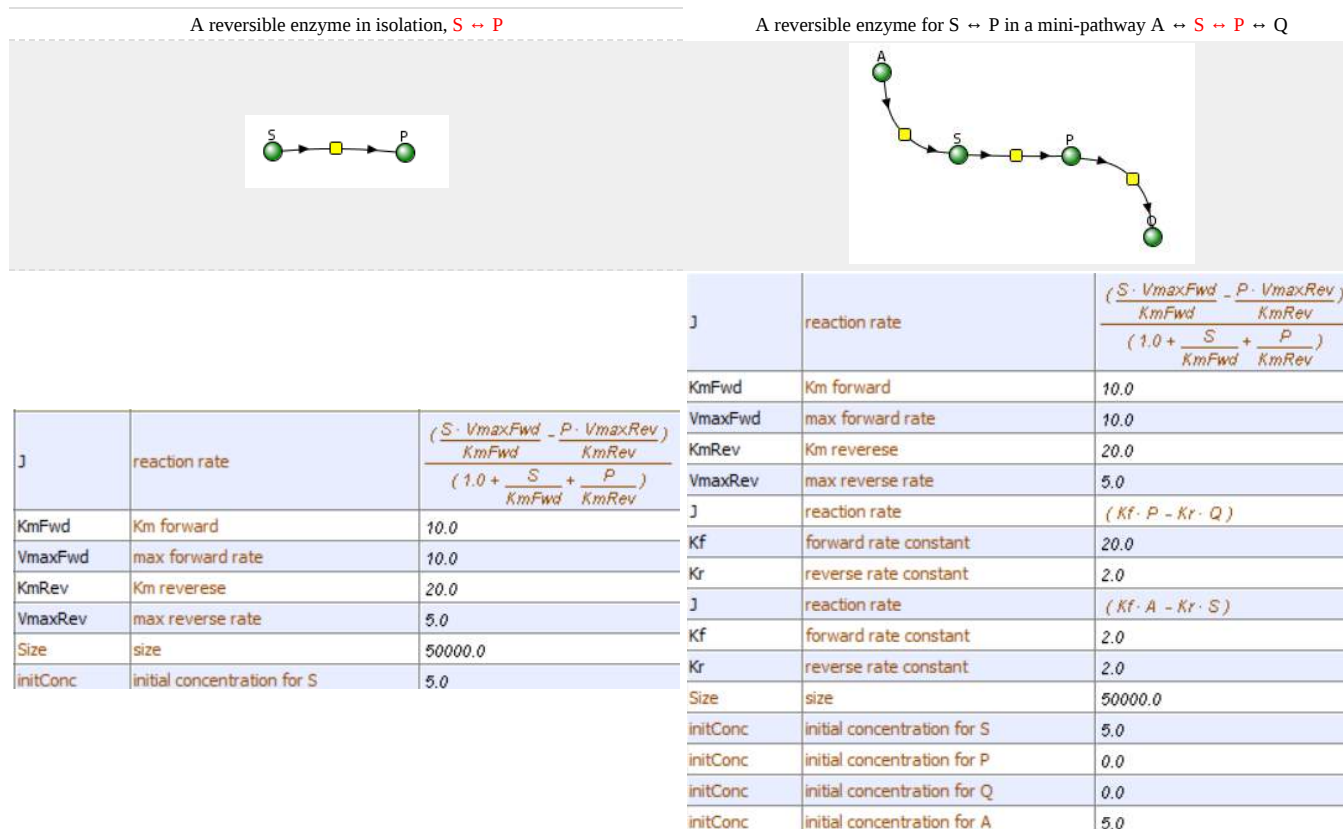 A reversible enzyme in isolation, S ↔ P
S
P
J reaction rate (S · VmaxFwd / KmFwd - P · VmaxRev / KmRev) / (1.0 + S / KmFwd + P / KmRev)
KmFwd Km forward 10.0
VmaxFwd max forward rate 10.0
KmRev Km reverese 20.0
VmaxRev max reverse rate 5.0
Size size 50000.0
initConc initial concentration for S 5.0
A reversible enzyme for S ↔ P in a mini-pathway A ↔ S ↔ P ↔ Q
A
S
P
Q
J reaction rate (S · VmaxFwd / KmFwd - P · VmaxRev / KmRev) / (1.0 + S / KmFwd + P / KmRev)
KmFwd Km forward 10.0
VmaxFwd max forward rate 10.0
KmRev Km reverese 20.0
VmaxRev max reverse rate 5.0
J reaction rate (Kf · P - Kr · Q)
Kf forward rate constant 20.0
Kr reverse rate constant 2.0
J reaction rate (Kf · A - Kr · S)
Kf forward rate constant 2.0
Kr reverse rate constant 2.0
Size size 50000.0
initConc initial concentration for S 5.0
initConc initial concentration for P 0.0
initConc initial concentration for Q 0.0
initConc initial concentration for A 5.0